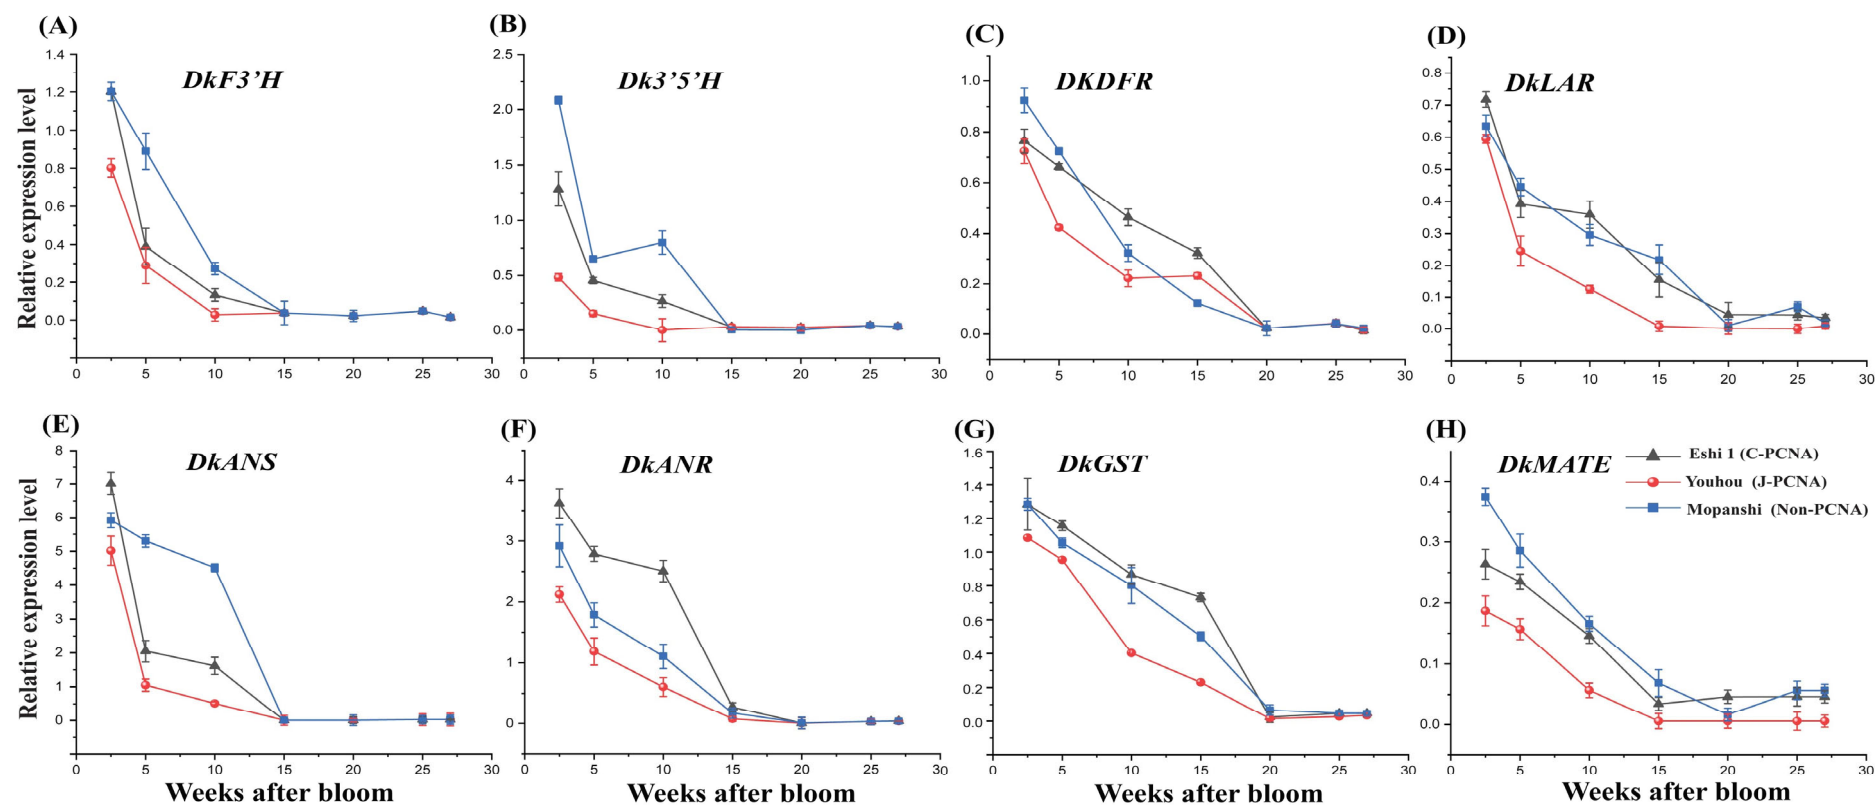 (A)
DkF3’H
Relative expression level
1.4
1.2
1.0
0.8
0.6
0.4
0.2
0.0
0 5 10 15 20 25 30
(B)
Dk3’5’H
2.5
2.0
1.5
1.0
0.5
0.0
0 5 10 15 20 25 30
(C)
DKDFR
1.0
0.8
0.6
0.4
0.2
0.0
0 5 10 15 20 25 30
(D)
DkLAR
0.8
0.7
0.6
0.5
0.4
0.3
0.2
0.1
0.0
0 5 10 15 20 25 30
(E)
DkANS
Relative expression level
8
7
6
5
4
3
2
1
0
0 5 10 15 20 25 30
Weeks after bloom
(F)
DkANR
4
3
2
1
0
0 5 10 15 20 25 30
Weeks after bloom
(G)
DkGST
1.6
1.4
1.2
1.0
0.8
0.6
0.4
0.2
0.0
0 5 10 15 20 25 30
Weeks after bloom
(H)
DkMATE
Eshi 1 (C-PCNA)
Youhou (J-PCNA)
Mopanshi (Non-PCNA)
0.4
0.3
0.2
0.1
0.0
0 5 10 15 20 25 30
Weeks after bloom